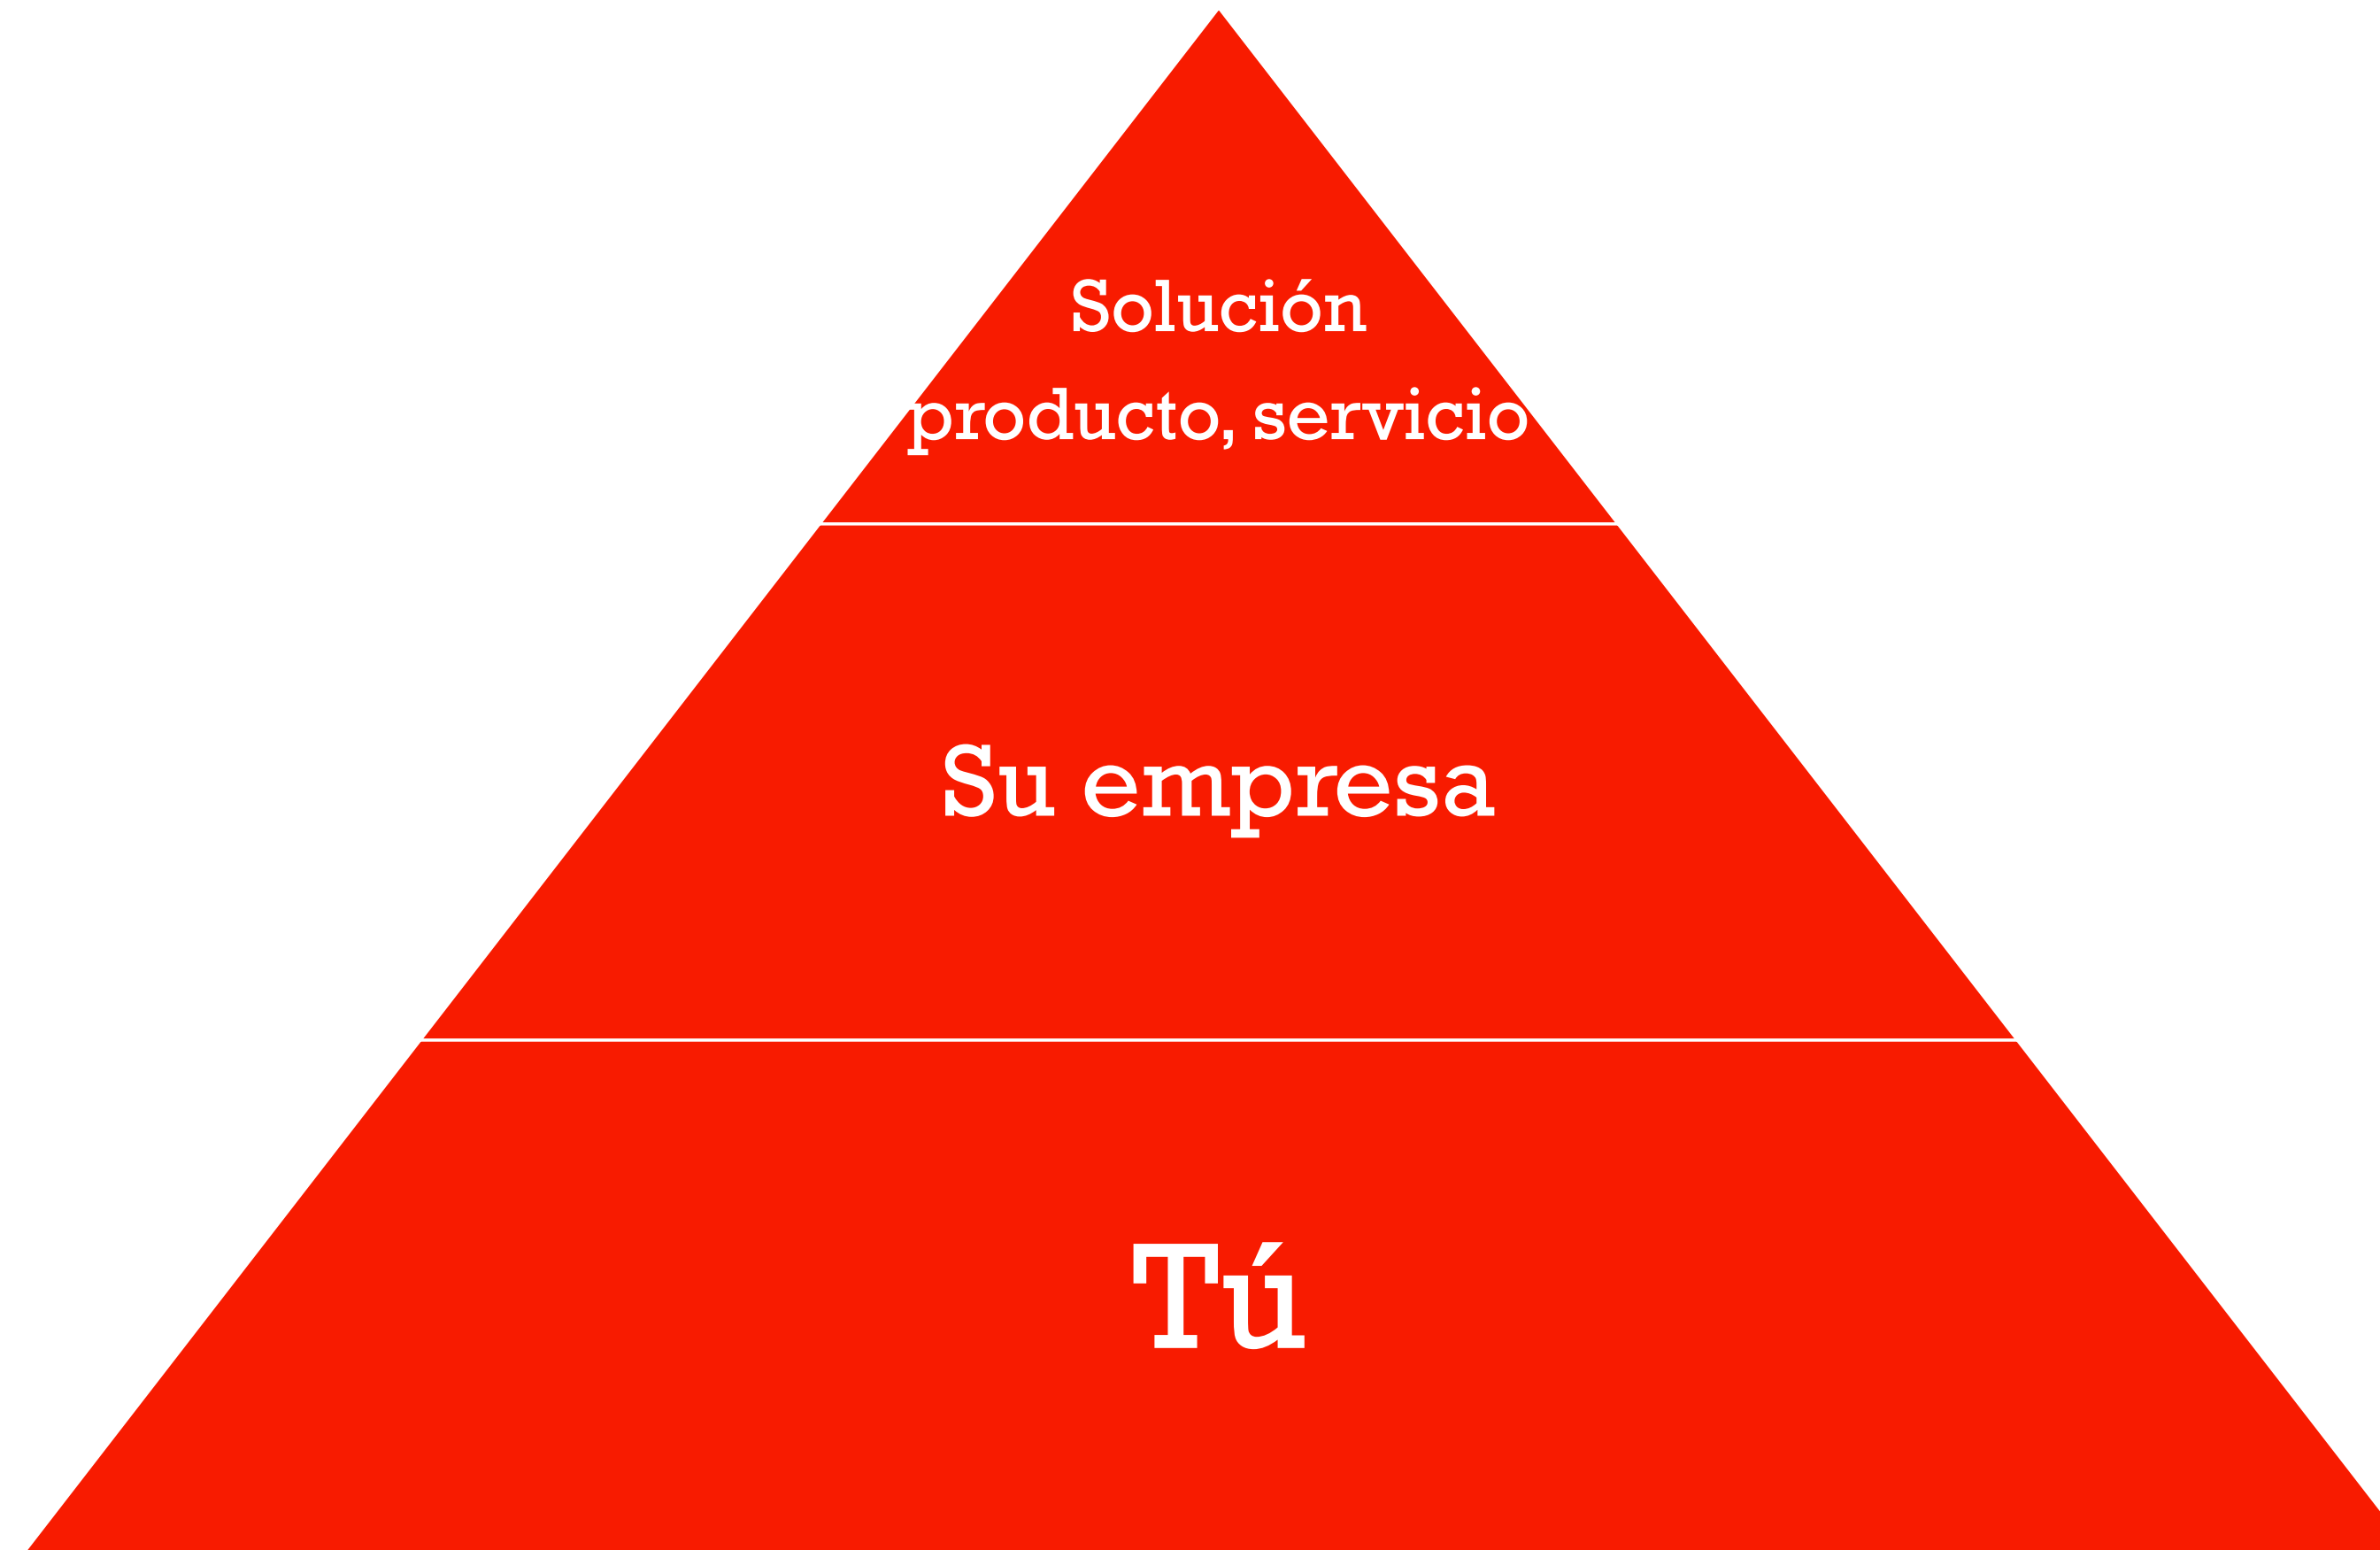 Solución
producto, servicio
Su empresa
Tú